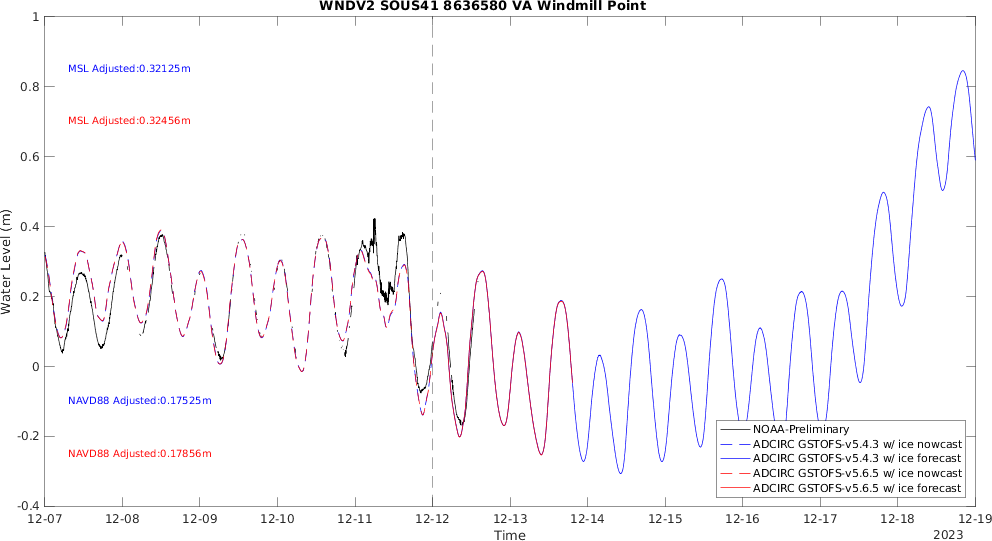 WNDV2 SOUS41 8636580 VA Windmill Point
1
0.8
0.6
0.4
0.2
0
-0.2
-0.4
Water Level (m)
MSL Adjusted:0.32125m
MSL Adjusted:0.32456m
NAVD88 Adjusted:0.17525m
NAVD88 Adjusted:0.17856m
NOAA-Preliminary
ADCIRC GSTOFS-v5.4.3 w/ ice nowcast
ADCIRC GSTOFS-v5.4.3 w/ ice forecast
ADCIRC GSTOFS-v5.6.5 w/ ice nowcast
ADCIRC GSTOFS-v5.6.5 w/ ice forecast
12-07 12-08 12-09 12-10 12-11 12-12 12-13 12-14 12-15 12-16 12-17 12-18 12-19
Time
2023